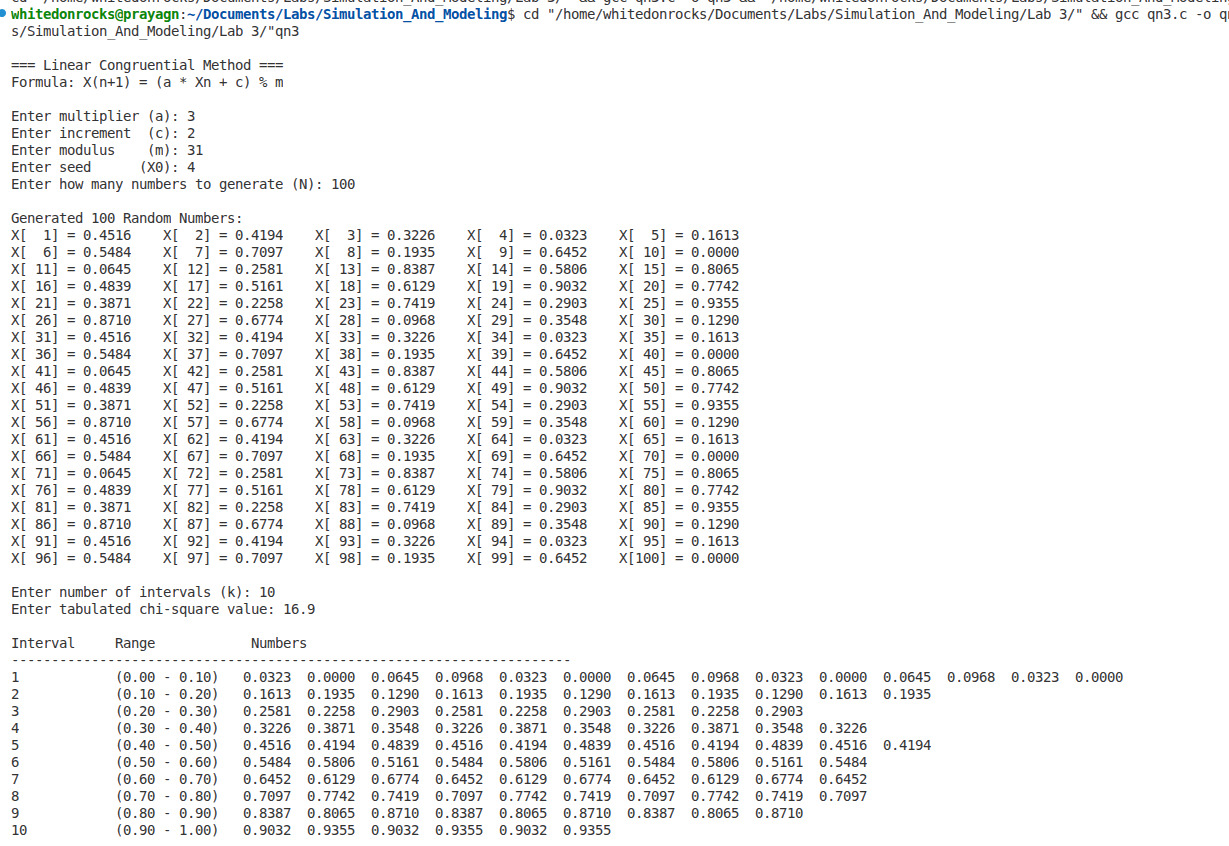 whitedonrocks@prayagn:~/Documents/Labs/Simulation_And_Modeling$ cd "/home/whitedonrocks/Documents/Labs/Simulation_And_Modeling/Lab 3/" && gcc qn3.c -o
s/Simulation_And_Modeling/Lab 3/"qn3
=== Linear Congruential Method ===
Formula: X(n+1) = (a * Xn + c) % m
Enter multiplier (a): 3
Enter increment  (c): 2
Enter modulus    (m): 31
Enter seed      (X0): 4
Enter how many numbers to generate (N): 100
Generated 100 Random Numbers:
X[  1] = 0.4516    X[  2] = 0.4194    X[  3] = 0.3226    X[  4] = 0.0323    X[  5] = 0.1613
X[  6] = 0.5484    X[  7] = 0.7097    X[  8] = 0.1935    X[  9] = 0.6452    X[ 10] = 0.0000
X[ 11] = 0.0645    X[ 12] = 0.2581    X[ 13] = 0.8387    X[ 14] = 0.5806    X[ 15] = 0.8065
X[ 16] = 0.4839    X[ 17] = 0.5161    X[ 18] = 0.6129    X[ 19] = 0.9032    X[ 20] = 0.7742
X[ 21] = 0.3871    X[ 22] = 0.2258    X[ 23] = 0.7419    X[ 24] = 0.2903    X[ 25] = 0.9355
X[ 26] = 0.8710    X[ 27] = 0.6774    X[ 28] = 0.0968    X[ 29] = 0.3548    X[ 30] = 0.1290
X[ 31] = 0.4516    X[ 32] = 0.4194    X[ 33] = 0.3226    X[ 34] = 0.0323    X[ 35] = 0.1613
X[ 36] = 0.5484    X[ 37] = 0.7097    X[ 38] = 0.1935    X[ 39] = 0.6452    X[ 40] = 0.0000
X[ 41] = 0.0645    X[ 42] = 0.2581    X[ 43] = 0.8387    X[ 44] = 0.5806    X[ 45] = 0.8065
X[ 46] = 0.4839    X[ 47] = 0.5161    X[ 48] = 0.6129    X[ 49] = 0.9032    X[ 50] = 0.7742
X[ 51] = 0.3871    X[ 52] = 0.2258    X[ 53] = 0.7419    X[ 54] = 0.2903    X[ 55] = 0.9355
X[ 56] = 0.8710    X[ 57] = 0.6774    X[ 58] = 0.0968    X[ 59] = 0.3548    X[ 60] = 0.1290
X[ 61] = 0.4516    X[ 62] = 0.4194    X[ 63] = 0.3226    X[ 64] = 0.0323    X[ 65] = 0.1613
X[ 66] = 0.5484    X[ 67] = 0.7097    X[ 68] = 0.1935    X[ 69] = 0.6452    X[ 70] = 0.0000
X[ 71] = 0.0645    X[ 72] = 0.2581    X[ 73] = 0.8387    X[ 74] = 0.5806    X[ 75] = 0.8065
X[ 76] = 0.4839    X[ 77] = 0.5161    X[ 78] = 0.6129    X[ 79] = 0.9032    X[ 80] = 0.7742
X[ 81] = 0.3871    X[ 82] = 0.2258    X[ 83] = 0.7419    X[ 84] = 0.2903    X[ 85] = 0.9355
X[ 86] = 0.8710    X[ 87] = 0.6774    X[ 88] = 0.0968    X[ 89] = 0.3548    X[ 90] = 0.1290
X[ 91] = 0.4516    X[ 92] = 0.4194    X[ 93] = 0.3226    X[ 94] = 0.0323    X[ 95] = 0.1613
X[ 96] = 0.5484    X[ 97] = 0.7097    X[ 98] = 0.1935    X[ 99] = 0.6452    X[100] = 0.0000
Enter number of intervals (k): 10
Enter tabulated chi-square value: 16.9
Interval     Range            Numbers
----------------------------------------------------------------------
1            (0.00 - 0.10)   0.0323  0.0000  0.0645  0.0968  0.0323  0.0000  0.0645  0.0968  0.0323  0.0000  0.0645  0.0968  0.0323  0.0000
2            (0.10 - 0.20)   0.1613  0.1935  0.1290  0.1613  0.1935  0.1290  0.1613  0.1935  0.1290  0.1613  0.1935
3            (0.20 - 0.30)   0.2581  0.2258  0.2903  0.2581  0.2258  0.2903  0.2581  0.2258  0.2903
4            (0.30 - 0.40)   0.3226  0.3871  0.3548  0.3226  0.3871  0.3548  0.3226  0.3871  0.3548  0.3226
5            (0.40 - 0.50)   0.4516  0.4194  0.4839  0.4516  0.4194  0.4839  0.4516  0.4194  0.4839  0.4516  0.4194
6            (0.50 - 0.60)   0.5484  0.5806  0.5161  0.5484  0.5806  0.5161  0.5484  0.5806  0.5161  0.5484
7            (0.60 - 0.70)   0.6452  0.6129  0.6774  0.6452  0.6129  0.6774  0.6452  0.6129  0.6774  0.6452
8            (0.70 - 0.80)   0.7097  0.7742  0.7419  0.7097  0.7742  0.7419  0.7097  0.7742  0.7419  0.7097
9            (0.80 - 0.90)   0.8387  0.8065  0.8710  0.8387  0.8065  0.8710  0.8387  0.8065  0.8710
10           (0.90 - 1.00)   0.9032  0.9355  0.9032  0.9355  0.9032  0.9355